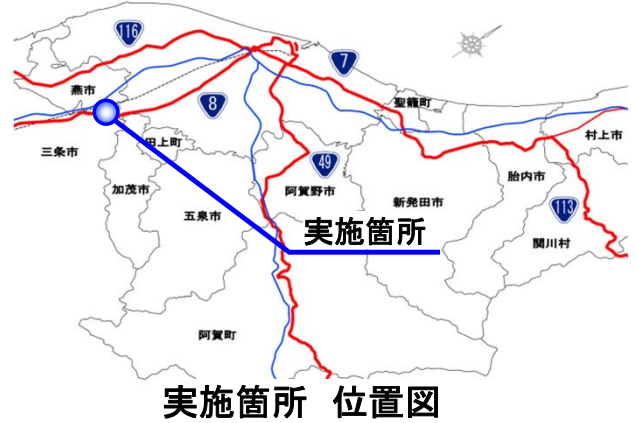 116
7
燕市
8
聖籠町
三条市
田上町
村上市
49
胎内市
加茂市
阿賀野市
新発田市
113
五泉市
実施箇所
関川村
阿賀町
実施箇所 位置図